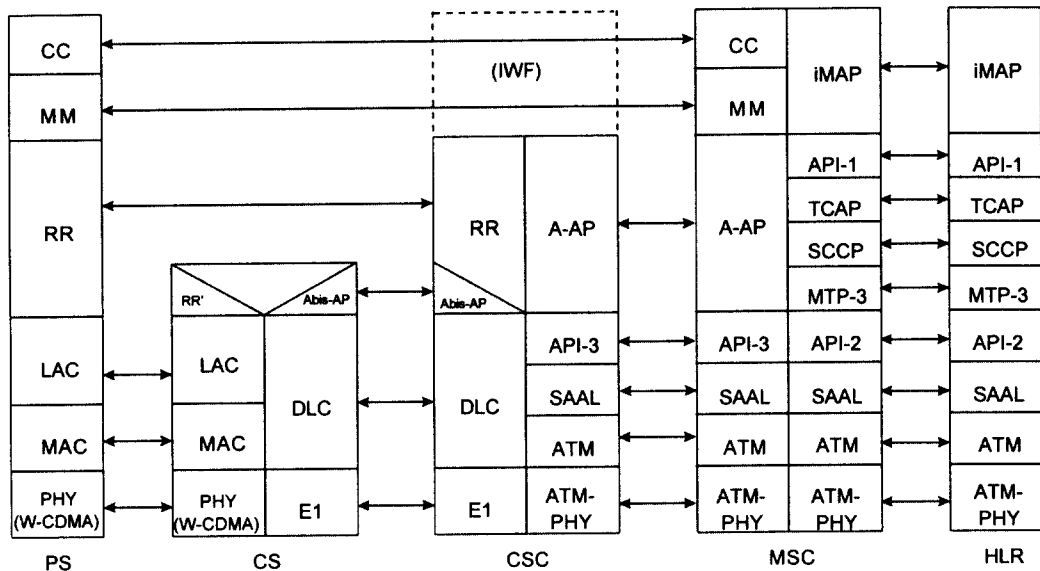 CC
(IWF)
CC
iMAP
iMAP
MM
MM
RR
RR
A-AP
A-AP
API-1
API-1
TCAP
TCAP
SCCP
SCCP
MTP-3
MTP-3
RR'
Abis-AP
Abis-AP
LAC
LAC
DLC
DLC
API-3
API-3
API-2
API-2
SAAL
SAAL
SAAL
SAAL
MAC
MAC
ATM
ATM
ATM
ATM
PHY
(W-CDMA)
PHY
(W-CDMA)
E1
E1
ATM-
PHY
ATM-
PHY
ATM-
PHY
ATM-
PHY
PS
CS
CSC
MSC
HLR